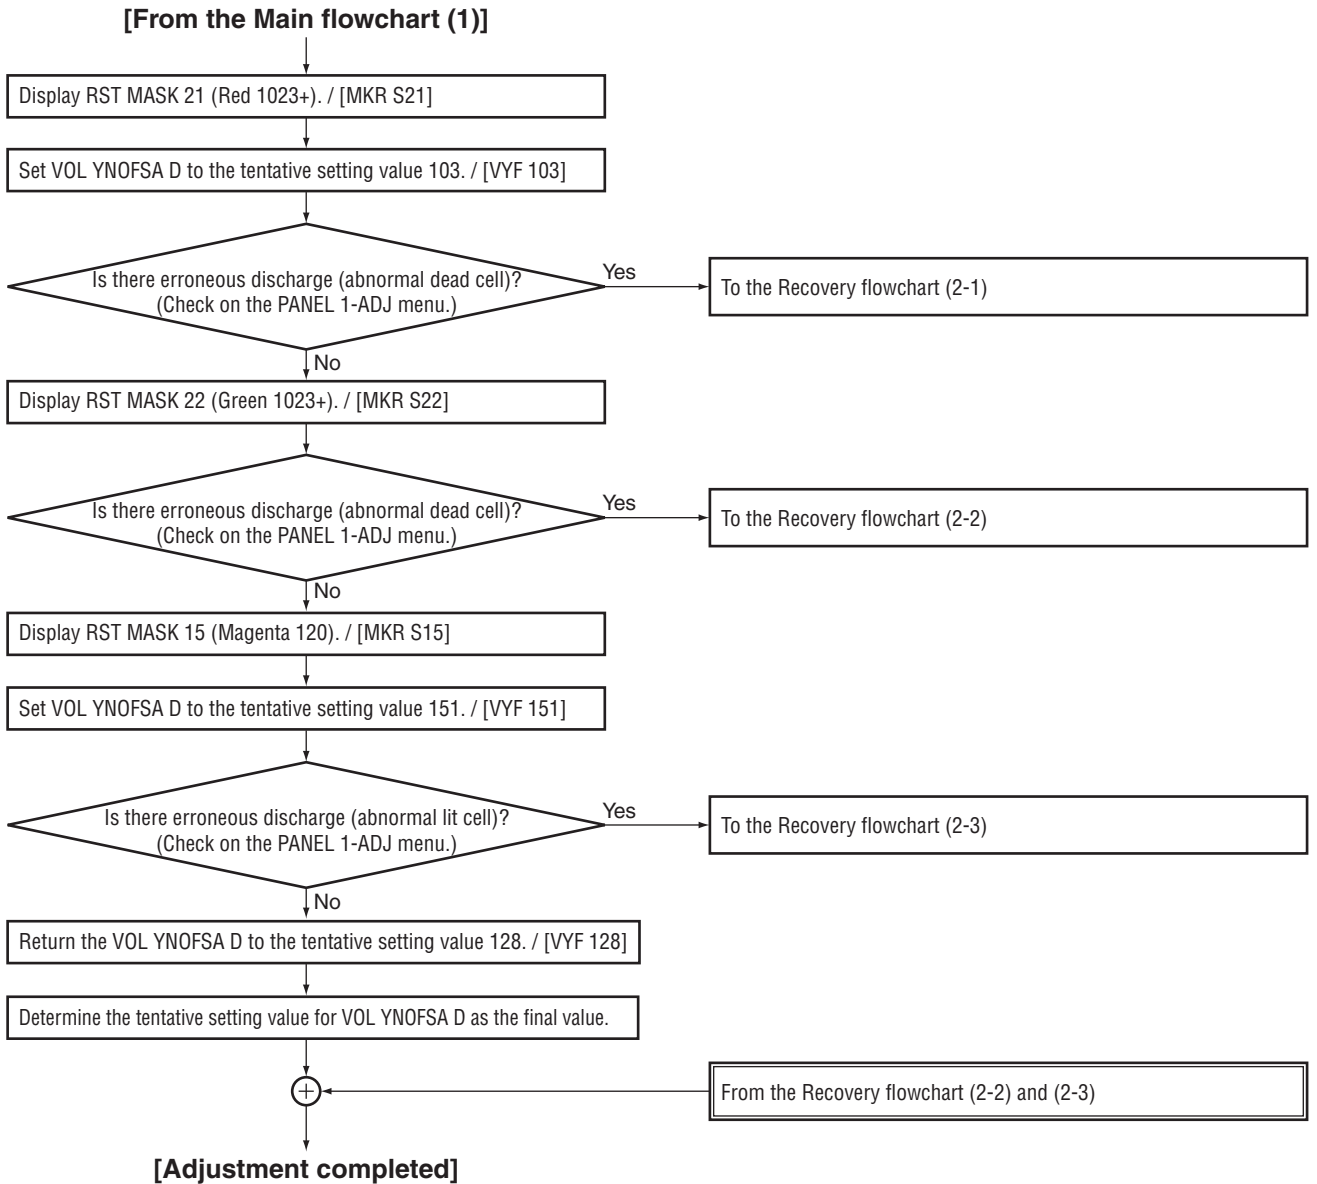 [From the Main flowchart (1)]
Display RST MASK 21 (Red 1023+). / [MKR S21]
Set VOL YNOFSA D to the tentative setting value 103. / [VYF 103]
Is there erroneous discharge (abnormal dead cell)?
(Check on the PANEL 1-ADJ menu.)
Yes
To the Recovery flowchart (2-1)
No
Display RST MASK 22 (Green 1023+). / [MKR S22]
Is there erroneous discharge (abnormal dead cell)?
(Check on the PANEL 1-ADJ menu.)
Yes
To the Recovery flowchart (2-2)
No
Display RST MASK 15 (Magenta 120). / [MKR S15]
Set VOL YNOFSA D to the tentative setting value 151. / [VYF 151]
Is there erroneous discharge (abnormal lit cell)?
(Check on the PANEL 1-ADJ menu.)
Yes
To the Recovery flowchart (2-3)
No
Return the VOL YNOFSA D to the tentative setting value 128. / [VYF 128]
Determine the tentative setting value for VOL YNOFSA D as the final value.
From the Recovery flowchart (2-2) and (2-3)
[Adjustment completed]